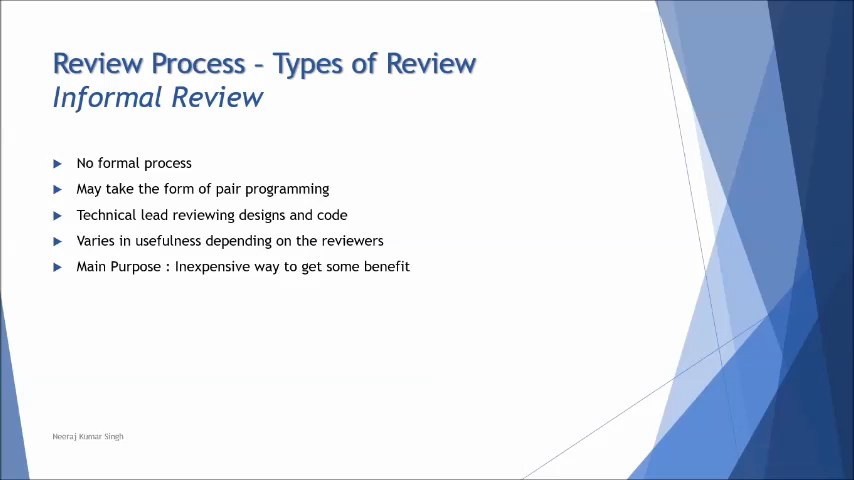 Review Process – Types of Review
Informal Review
No formal process
May take the form of pair programming
Technical lead reviewing designs and code
Varies in usefulness depending on the reviewers
Main Purpose : Inexpensive way to get some benefit
Neeraj Kumar Singh